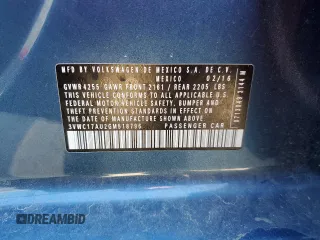 MFD BY VOLKSWAGEN DE MEXICO S.A. DE C.V.
MEXICO 02/16
GVWR 4255 GAWR FRONT 2161 / REAR 2205 LBS
THIS VEHICLE CONFORMS TO ALL APPLICABLE
FEDERAL MOTOR VEHICLE SAFETY, BUMPER AND
THEFT PREVENTION STANDARDS IN EFFECT ON
THE DATE OF MANUFACTURE SHOWN ABOVE
3VWC17AU2GM518795 PASSENGER CAR
AUTOBIDAMBID